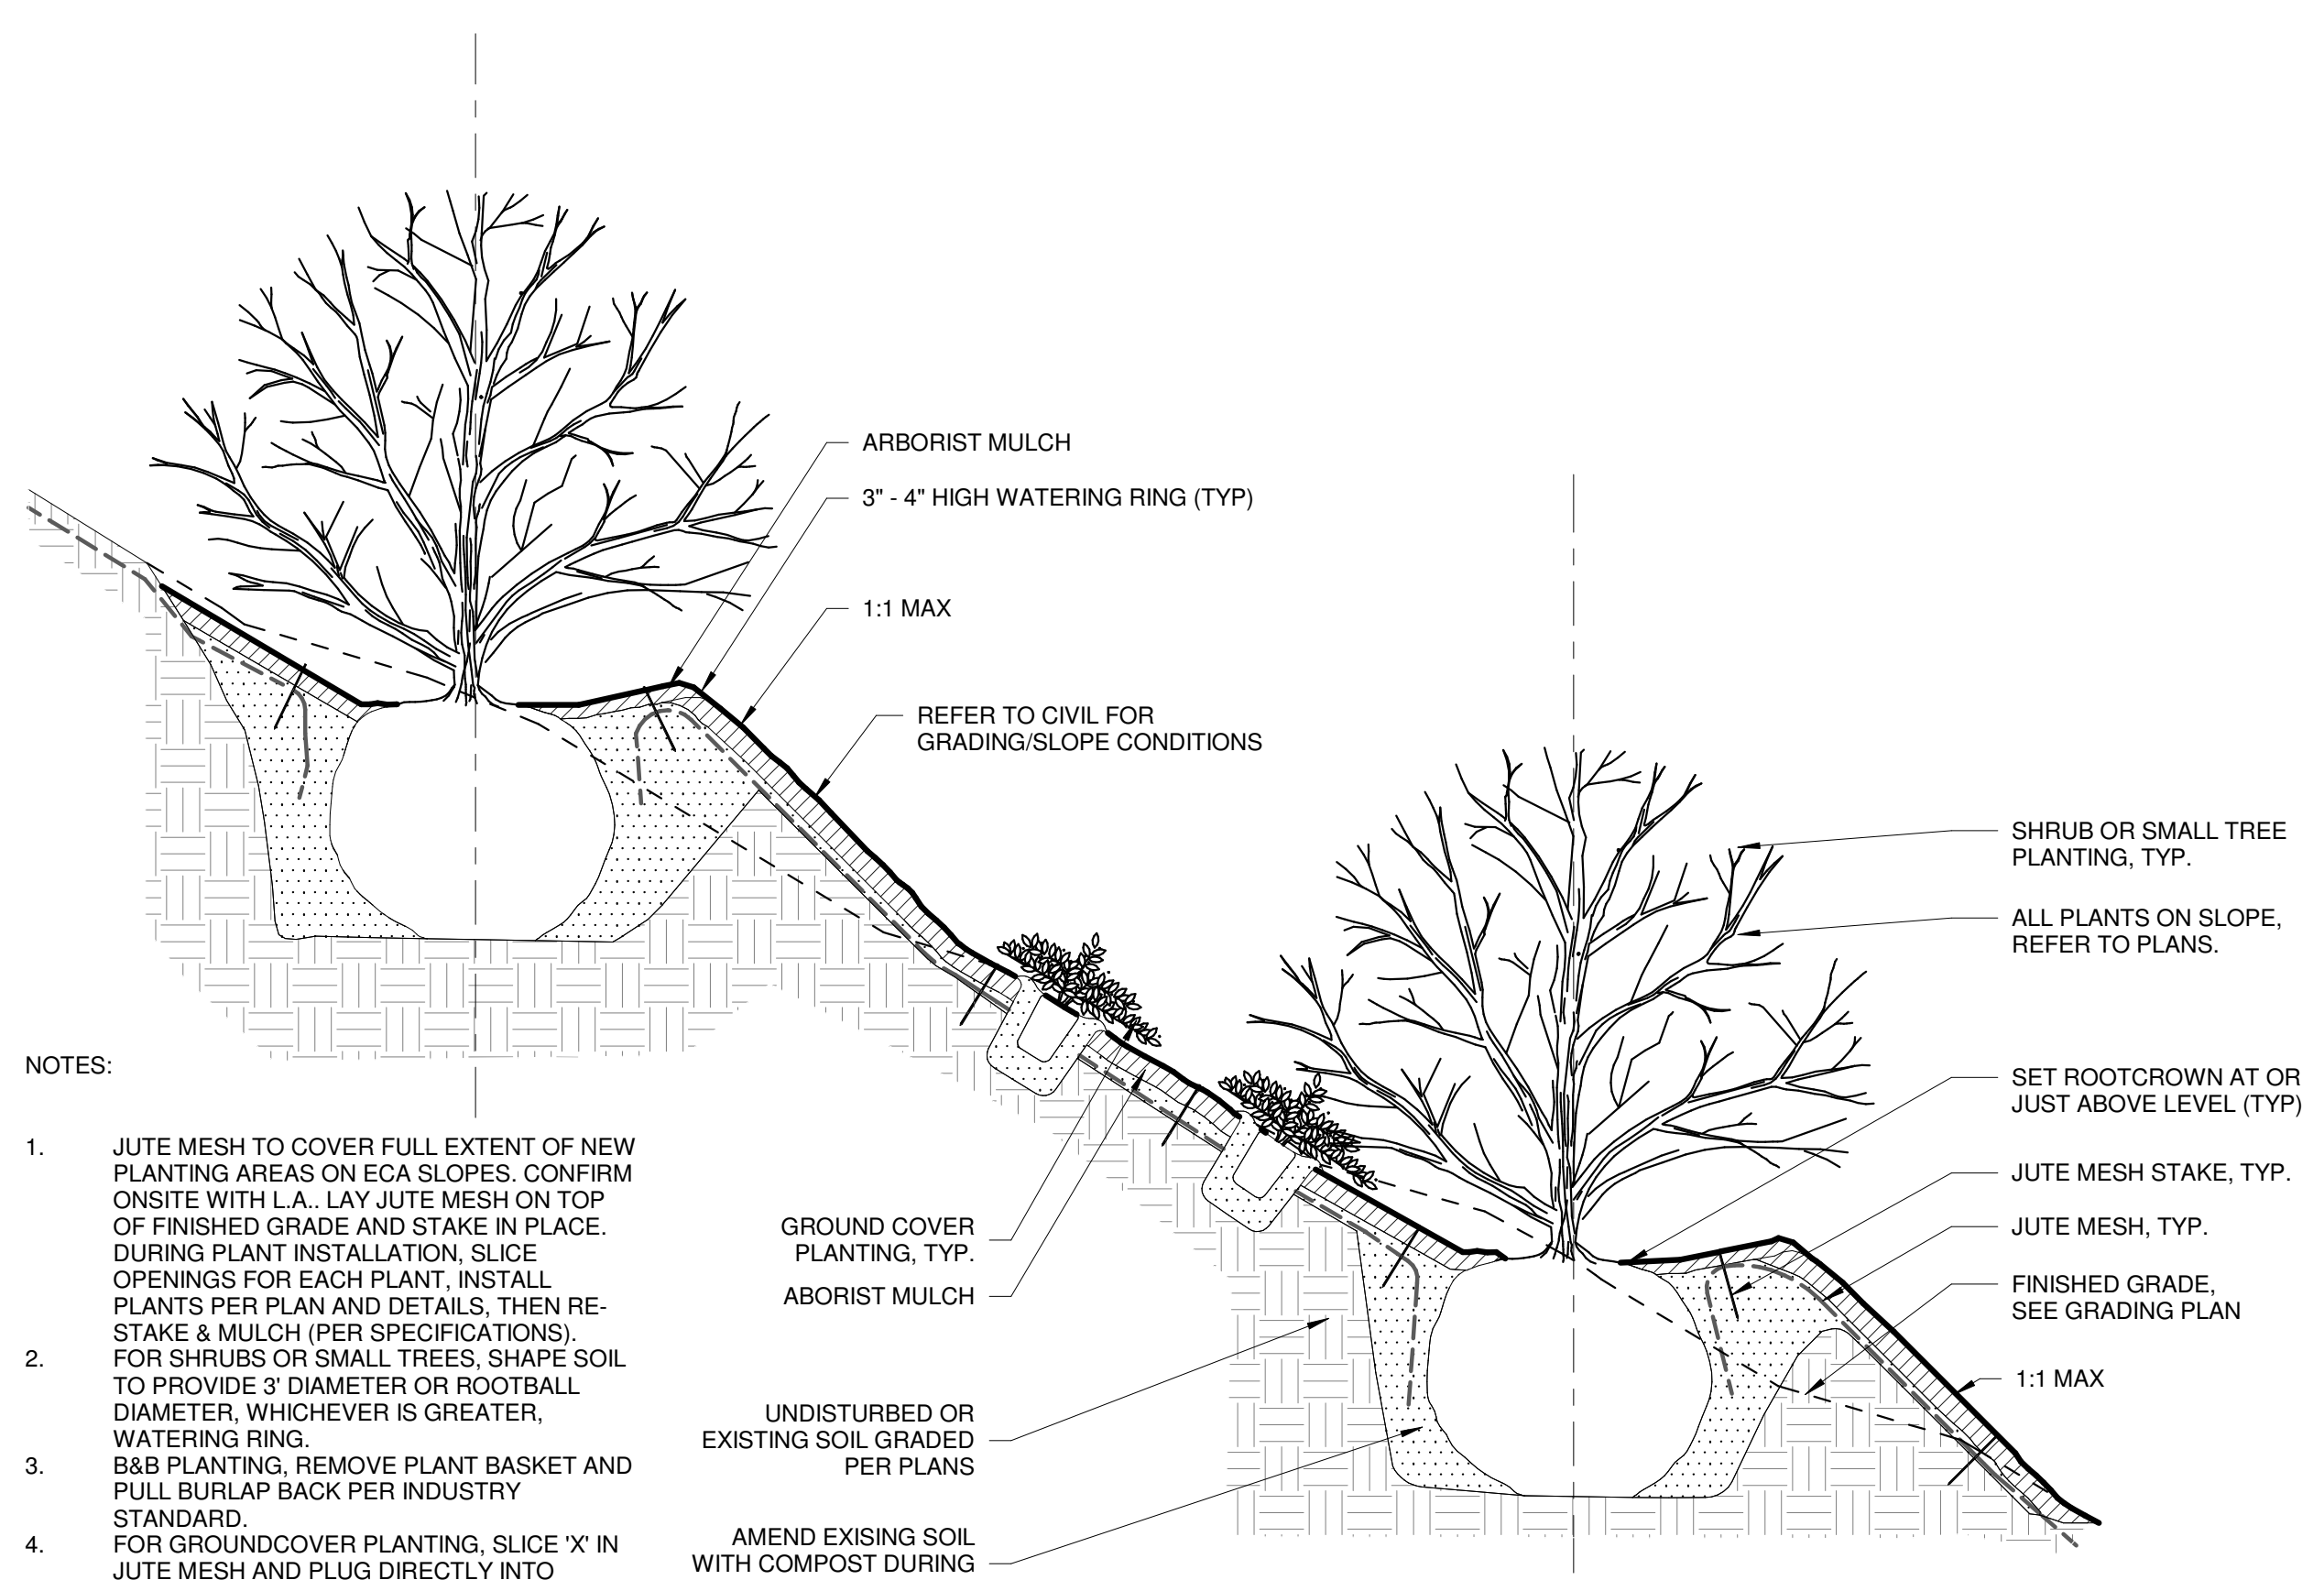 ARBORIST MULCH
3" - 4" HIGH WATERING RING (TYP)
1:1 MAX
REFER TO CIVIL FOR
GRADING/SLOPE CONDITIONS
SHRUB OR SMALL TREE
PLANTING, TYP.
ALL PLANTS ON SLOPE,
REFER TO PLANS.
SET ROOTCROWN AT OR
JUST ABOVE LEVEL (TYP)
JUTE MESH STAKE, TYP.
JUTE MESH, TYP.
FINISHED GRADE,
SEE GRADING PLAN
1:1 MAX
GROUND COVER
PLANTING, TYP.
ABORIST MULCH
UNDISTURBED OR
EXISTING SOIL GRADED
PER PLANS
AMEND EXISING SOIL
WITH COMPOST DURING
NOTES:
1. JUTE MESH TO COVER FULL EXTENT OF NEW
PLANTING AREAS ON ECA SLOPES. CONFIRM
ONSITE WITH L.A.. LAY JUTE MESH ON TOP
OF FINISHED GRADE AND STAKE IN PLACE.
DURING PLANT INSTALLATION, SLICE
OPENINGS FOR EACH PLANT, INSTALL
PLANTS PER PLAN AND DETAILS, THEN RE-
STAKE & MULCH (PER SPECIFICATIONS).
2. FOR SHRUBS OR SMALL TREES, SHAPE SOIL
TO PROVIDE 3' DIAMETER OR ROOTBALL
DIAMETER, WHICHEVER IS GREATER,
WATERING RING.
3. B&B PLANTING, REMOVE PLANT BASKET AND
PULL BURLAP BACK PER INDUSTRY
STANDARD.
4. FOR GROUNDCOVER PLANTING, SLICE 'X' IN
JUTE MESH AND PLUG DIRECTLY INTO